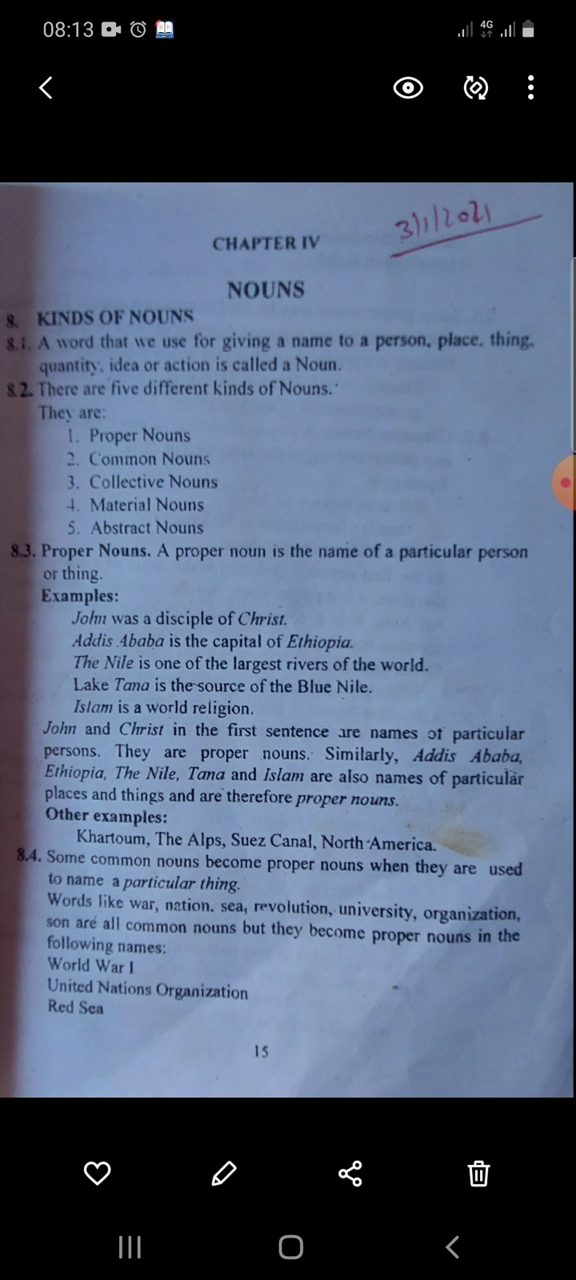 08:13
4G
3/1/2021
CHAPTER IV
NOUNS
8. KINDS OF NOUNS
8.1. A word that we use for giving a name to a person, place, thing,
quantity, idea or action is called a Noun.
8.2. There are five different kinds of Nouns.
They are:
1. Proper Nouns
2. Common Nouns
3. Collective Nouns
4. Material Nouns
5. Abstract Nouns
8.3. Proper Nouns. A proper noun is the name of a particular person
or thing.
Examples:
John was a disciple of Christ.
Addis Ababa is the capital of Ethiopia.
The Nile is one of the largest rivers of the world.
Lake Tana is the source of the Blue Nile.
Islam is a world religion.
John and Christ in the first sentence are names of particular
persons. They are proper nouns. Similarly, Addis Ababa,
Ethiopia, The Nile, Tana and Islam are also names of particular
places and things and are therefore proper nouns.
Other examples:
Khartoum, The Alps, Suez Canal, North America.
8.4. Some common nouns become proper nouns when they are used
to name a particular thing.
Words like war, nation, sea, revolution, university, organization,
son are all common nouns but they become proper nouns in the
following names:
World War I
United Nations Organization
Red Sea
15